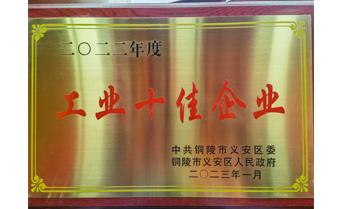 二〇二二年度
工业十佳企业
中共铜陵市义安区委
铜陵市义安区人民政府
二〇二三年一月